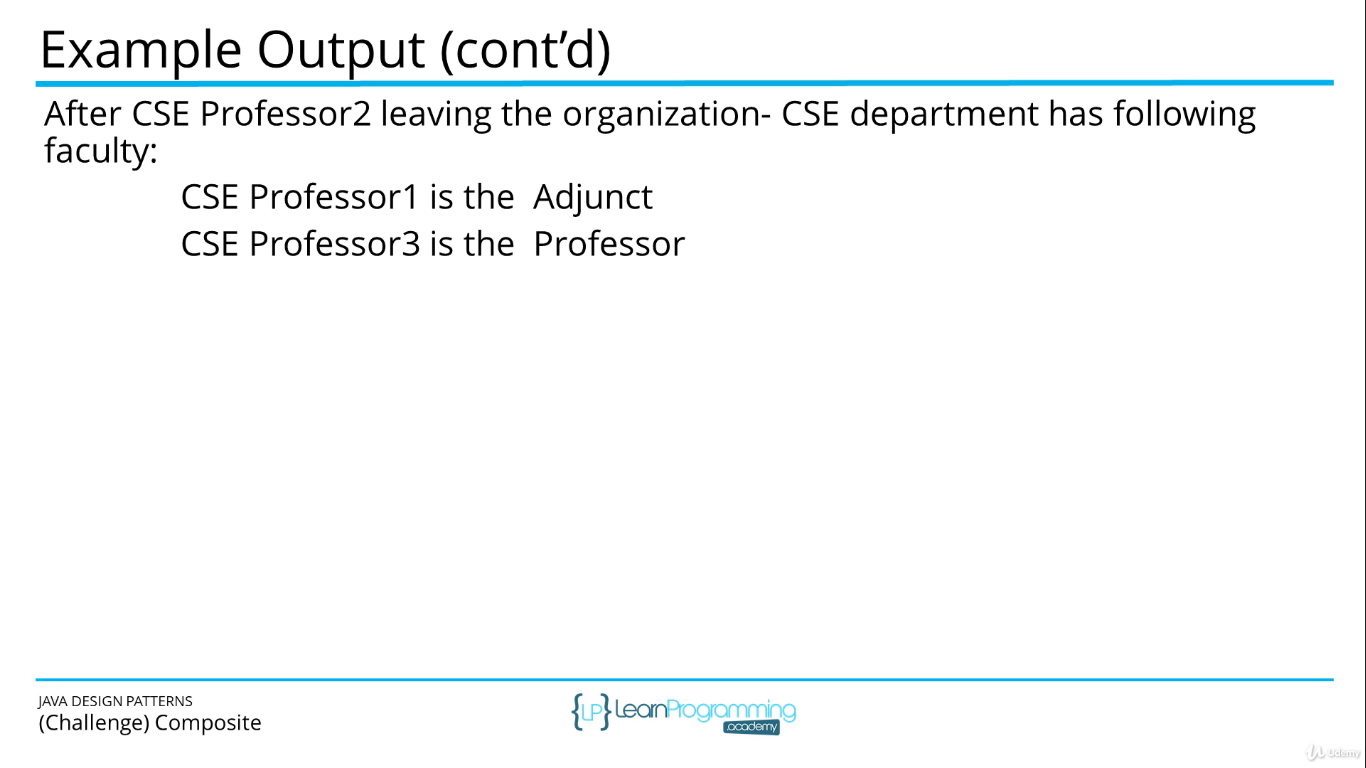 Example Output (cont’d)
After CSE Professor2 leaving the organization- CSE department has following
faculty:
CSE Professor1 is the  Adjunct
CSE Professor3 is the  Professor
JAVA DESIGN PATTERNS
(Challenge) Composite
{LP} LearnProgramming
.academy
Udemy